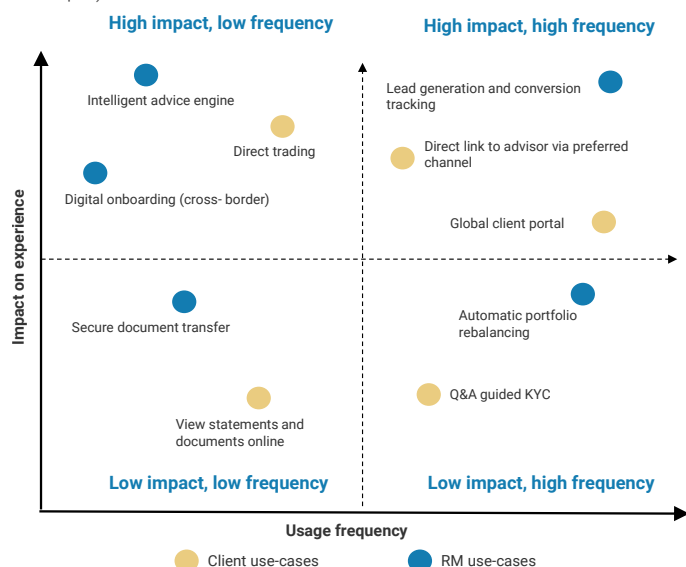 High impact, low frequency
High impact, high frequency
Intelligent advice engine
Lead generation and conversion
tracking
Direct trading
Direct link to advisor via preferred
channel
Digital onboarding (cross- border)
Global client portal
Impact on experience
Secure document transfer
Automatic portfolio
rebalancing
View statements and
documents online
Q&A guided KYC
Low impact, low frequency
Low impact, high frequency
Usage frequency
Client use-cases
RM use-cases